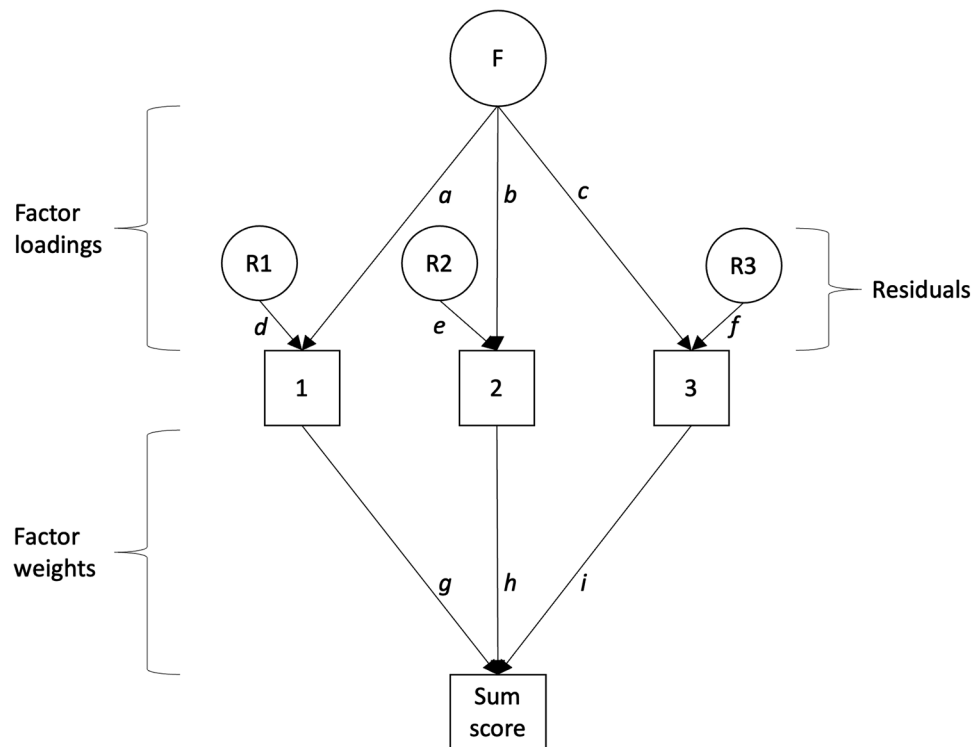 F
a
b
c
Factor
loadings
R1
R2
R3
Residuals
d
e
f
1
2
3
Factor
weights
g
h
i
Sum
score